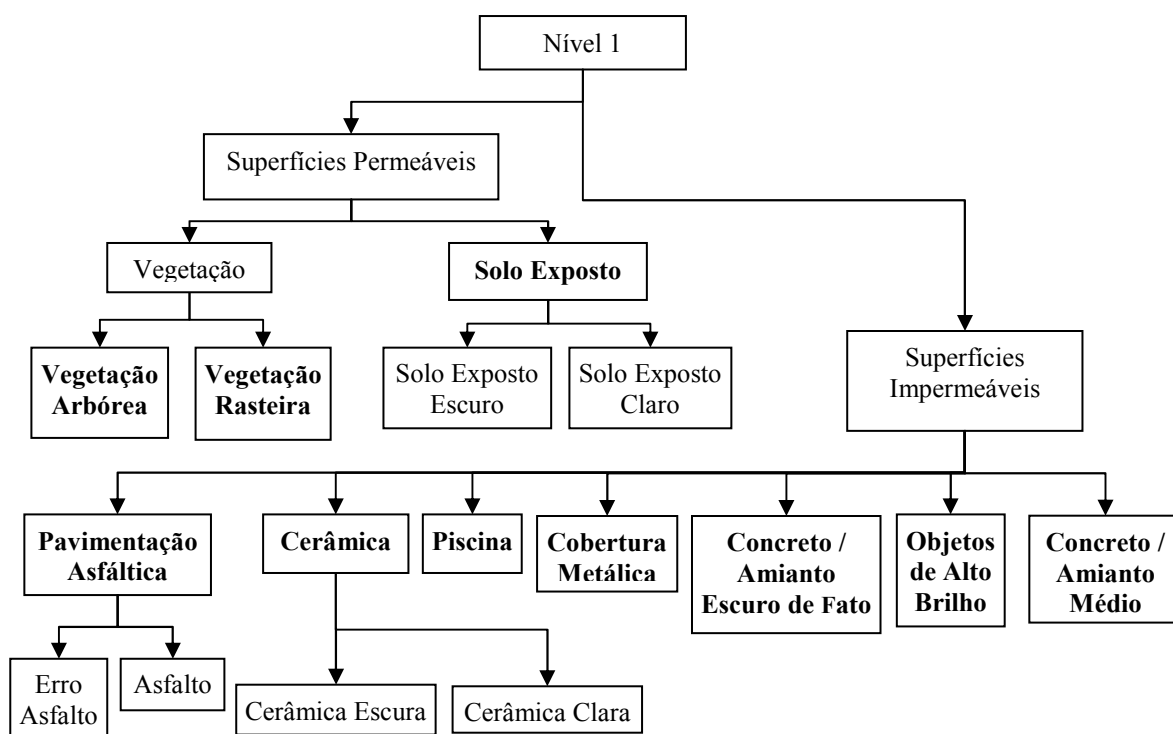 Nível 1
Superfícies Permeáveis
Vegetação
Solo Exposto
Vegetação
Arbórea
Vegetação
Rasteira
Solo Exposto
Escuro
Solo Exposto
Claro
Superfícies
Impermeáveis
Pavimentação
Asfáltica
Cerâmica
Piscina
Cobertura
Metálica
Concreto /
Amianto
Escuro de Fato
Objetos
de Alto
Brilho
Concreto /
Amianto
Médio
Erro
Asfalto
Asfalto
Cerâmica Escura
Cerâmica Clara